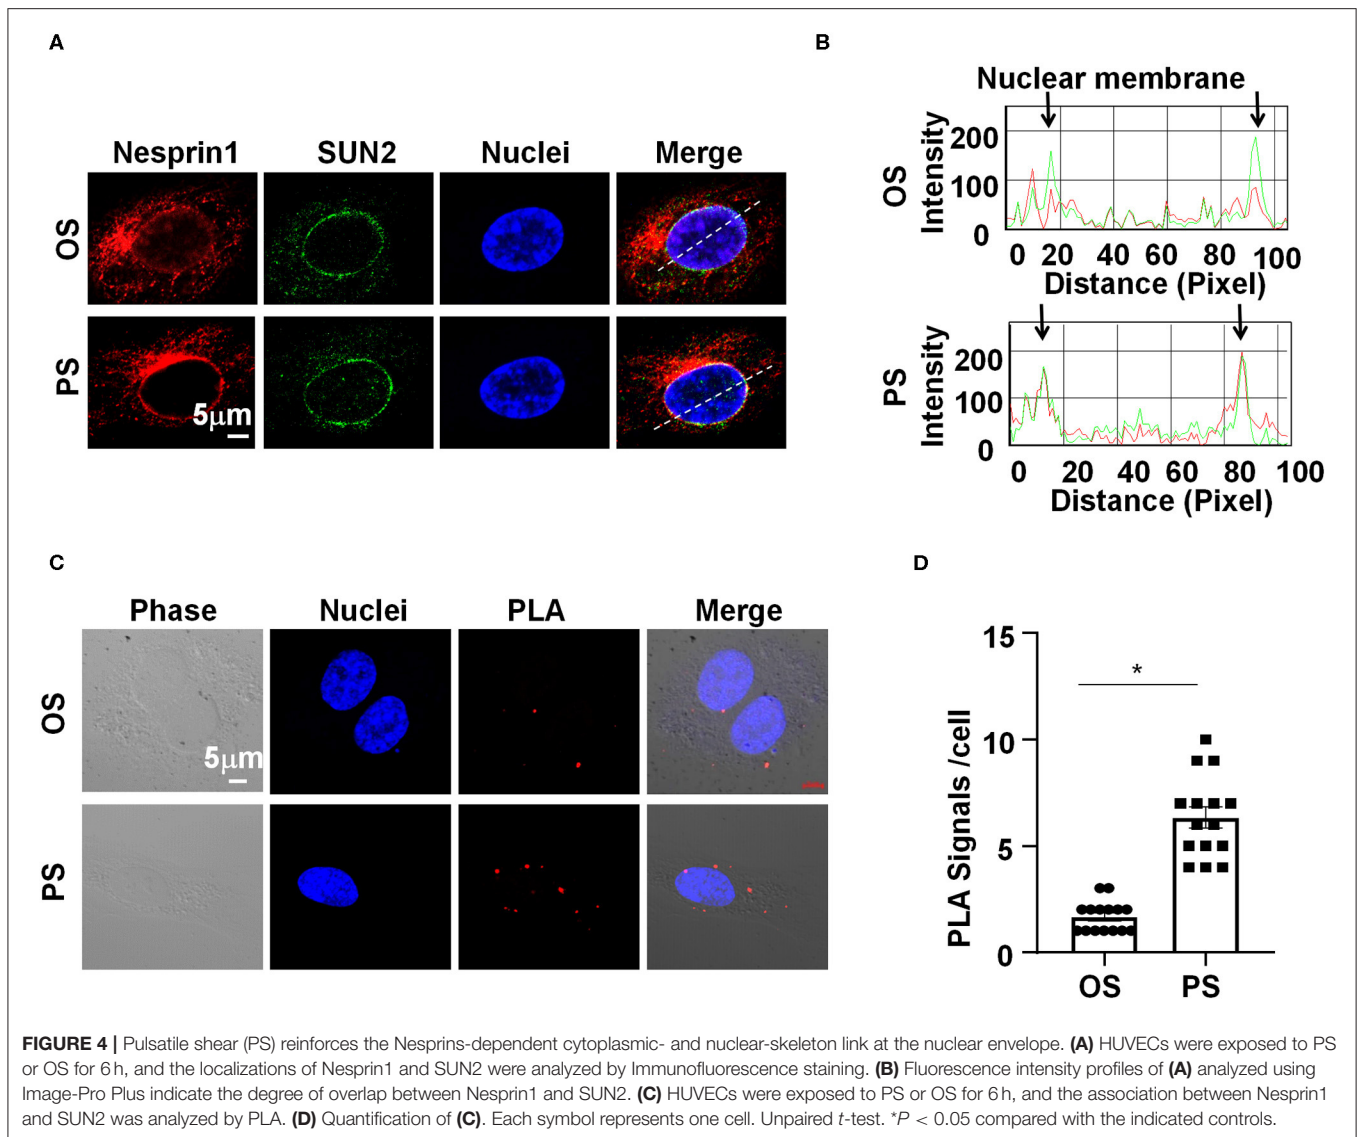 A
B
Nuclear membrane
Nesprin1 SUN2 Nuclei Merge
OS
PS
5μm
OS
Intensity
200
100
0
0 20 40 60 80 100
Distance (Pixel)
PS
Intensity
200
100
0
0 20 40 60 80 100
Distance (Pixel)
C
D
Phase Nuclei PLA Merge
OS
5μm
PS
PLA Signals /cell
15
10
5
0
*
OS PS
FIGURE 4 | Pulsatile shear (PS) reinforces the Nesprins-dependent cytoplasmic- and nuclear-skeleton link at the nuclear envelope. (A) HUVECs were exposed to PS
or OS for 6 h, and the localizations of Nesprin1 and SUN2 were analyzed by Immunofluorescence staining. (B) Fluorescence intensity profiles of (A) analyzed using
Image-Pro Plus indicate the degree of overlap between Nesprin1 and SUN2. (C) HUVECs were exposed to PS or OS for 6 h, and the association between Nesprin1
and SUN2 was analyzed by PLA. (D) Quantification of (C). Each symbol represents one cell. Unpaired t-test. *P < 0.05 compared with the indicated controls.